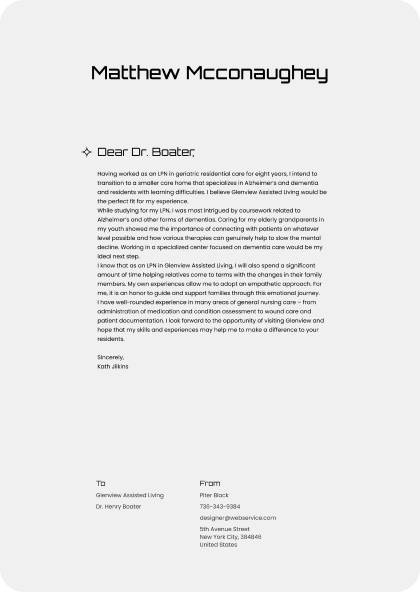 Matthew Mcconaughey
Dear Dr. Boater,
Having worked as an LPN in geriatric residential care for eight years, I intend to
transition to a smaller care home that specializes in Alzheimer's and dementia
and residents with learning difficulties. I believe Glenview Assisted Living would be
the perfect fit for my experience.
While studying for my LPN, I was most intrigued by coursework related to
Alzheimer's and other forms of dementias. Caring for my elderly grandparents in
my youth showed me the importance of connecting with patients on whatever
level possible and how various therapies can genuinely help to slow the mental
decline. Working in a specialized center focused on dementia care would be my
ideal next step.
I know that as an LPN in Glenview Assisted Living, I will also spend a significant
amount of time helping relatives come to terms with the changes in their family
members. My own experiences allow me to adopt an empathetic approach. For
me, it is an honor to guide and support families through this emotional journey.
I have well-rounded experience in many areas of general nursing care – from
administration of medication and condition assessment to wound care and
patient documentation. I look forward to the opportunity of visiting Glenview and
hope that my skills and experiences may help me to make a difference to your
residents.
Sincerely,
Kath Jilkins
To
Glenview Assisted Living
Dr. Henry Boater
From
Piter Black
736-343-9384
designer@webservice.com
5th Avenue Street
New York City, 384846
United States